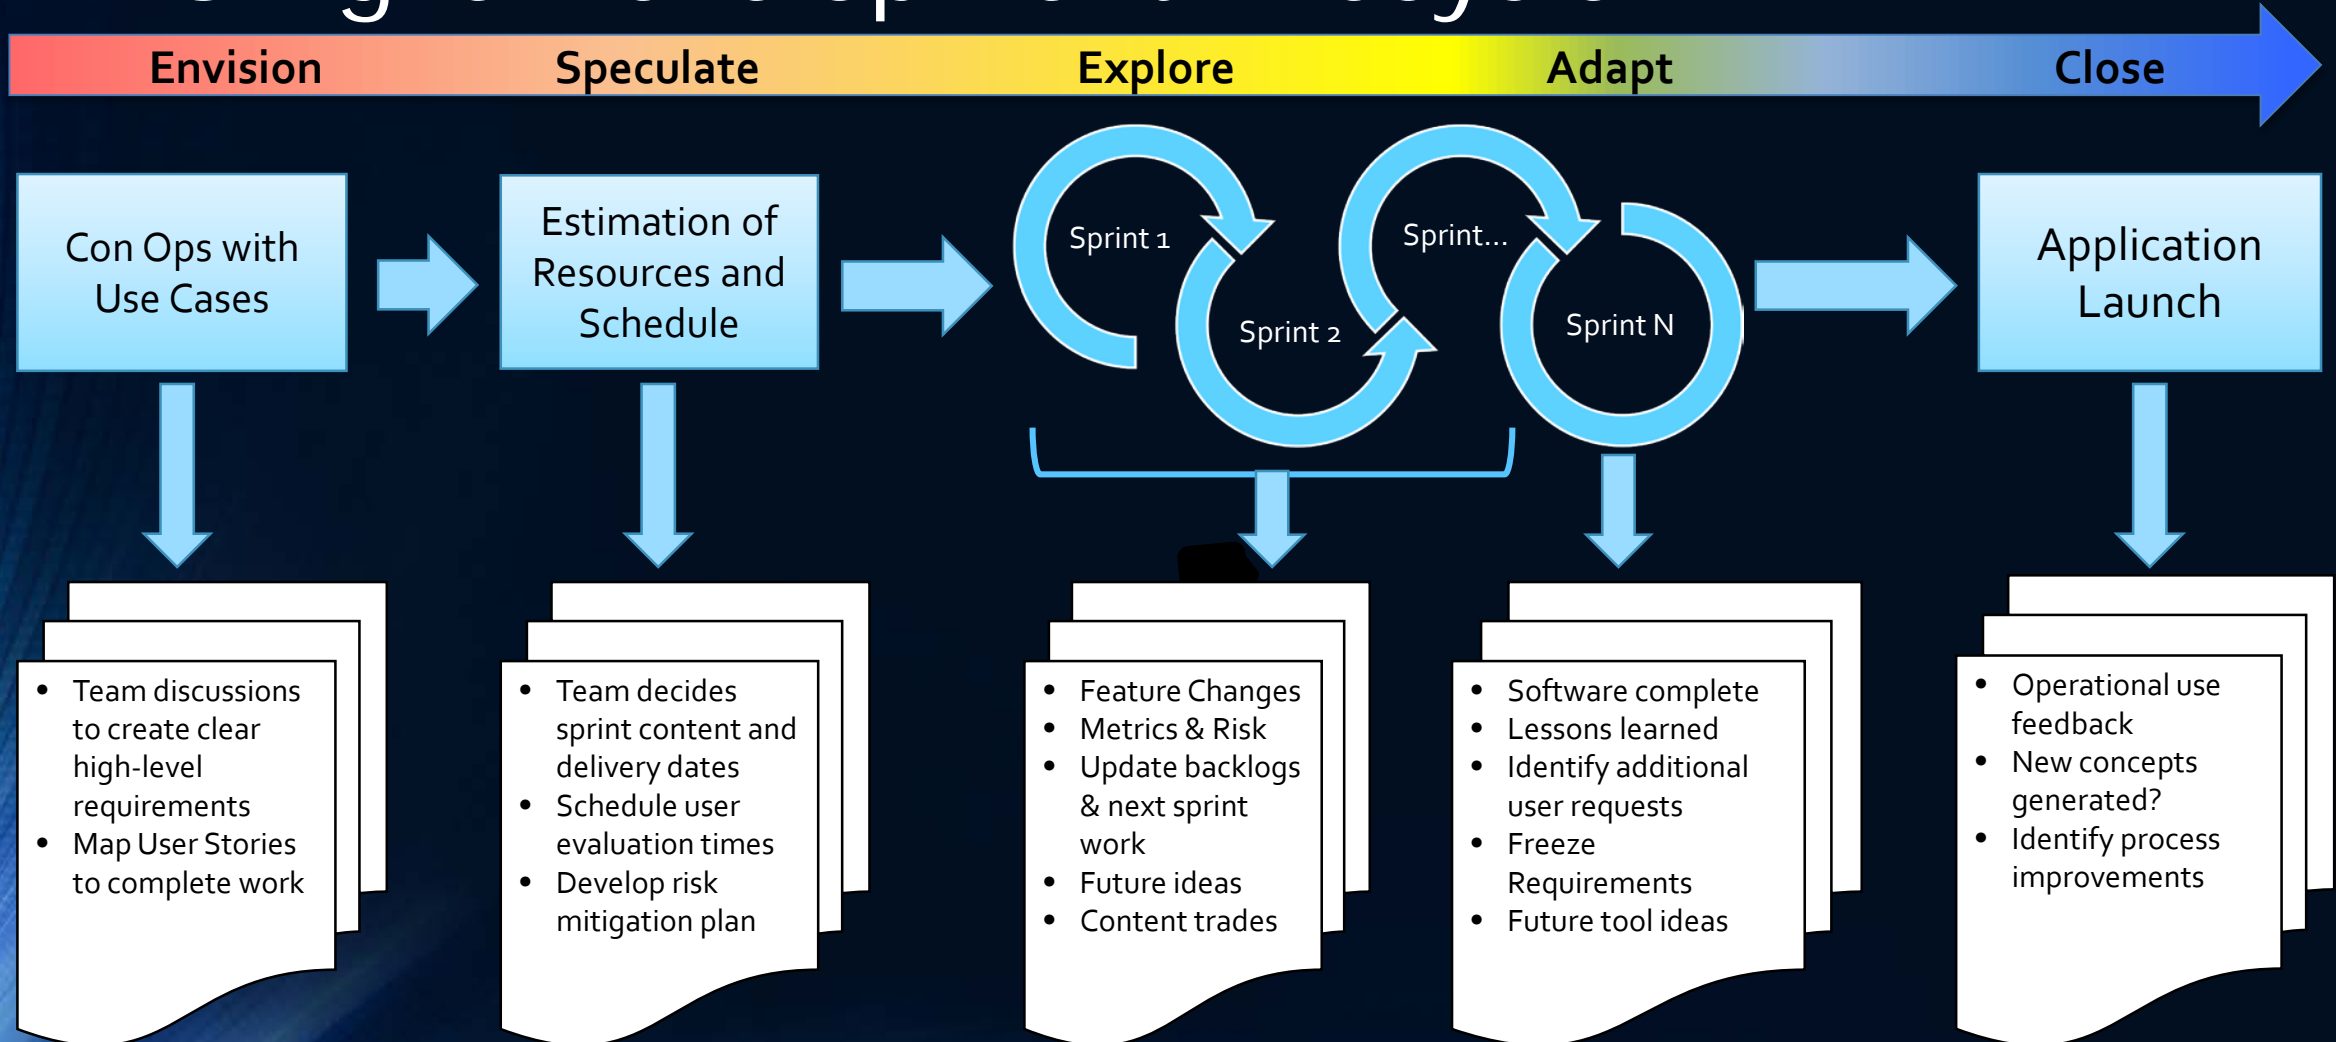 Envision
Speculate
Explore
Adapt
Close
Con Ops with
Use Cases
Estimation of
Resources and
Schedule
Sprint 1
Sprint 2
Sprint...
Sprint N
Application
Launch
• Team discussions
to create clear
high-level
requirements
• Map User Stories
to complete work
• Team decides
sprint content and
delivery dates
• Schedule user
evaluation times
• Develop risk
mitigation plan
• Feature Changes
• Metrics & Risk
• Update backlogs
& next sprint
work
• Future ideas
• Content trades
• Software complete
• Lessons learned
• Identify additional
user requests
• Freeze
Requirements
• Future tool ideas
• Operational use
feedback
• New concepts
generated?
• Identify process
improvements